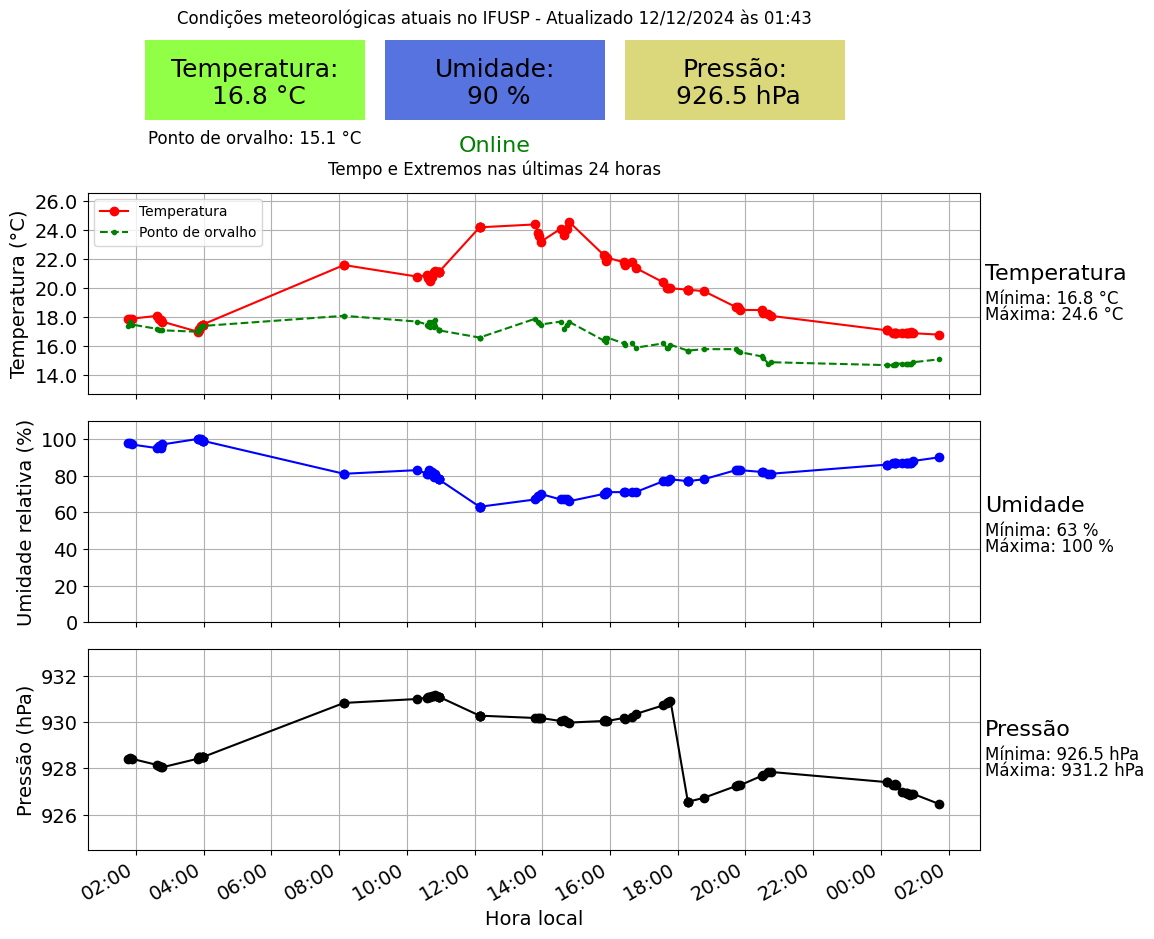 Condições meteorológicas atuais no IFUSP - Atualizado 12/12/2024 às 01:43
Temperatura:
16.8 °C
Umidade:
90 %
Pressão:
926.5 hPa
Ponto de orvalho: 15.1 °C
Online
Tempo e Extremos nas últimas 24 horas
Temperatura (°C)
26.0
24.0
22.0
20.0
18.0
16.0
14.0
Temperatura
Ponto de orvalho
Temperatura
Mínima: 16.8 °C
Máxima: 24.6 °C
Umidade relativa (%)
100
80
60
40
20
0
Umidade
Mínima: 63 %
Máxima: 100 %
Pressão (hPa)
932
930
928
926
Pressão
Mínima: 926.5 hPa
Máxima: 931.2 hPa
02:00 04:00 06:00 08:00 10:00 12:00 14:00 16:00 18:00 20:00 22:00 00:00 02:00
Hora local